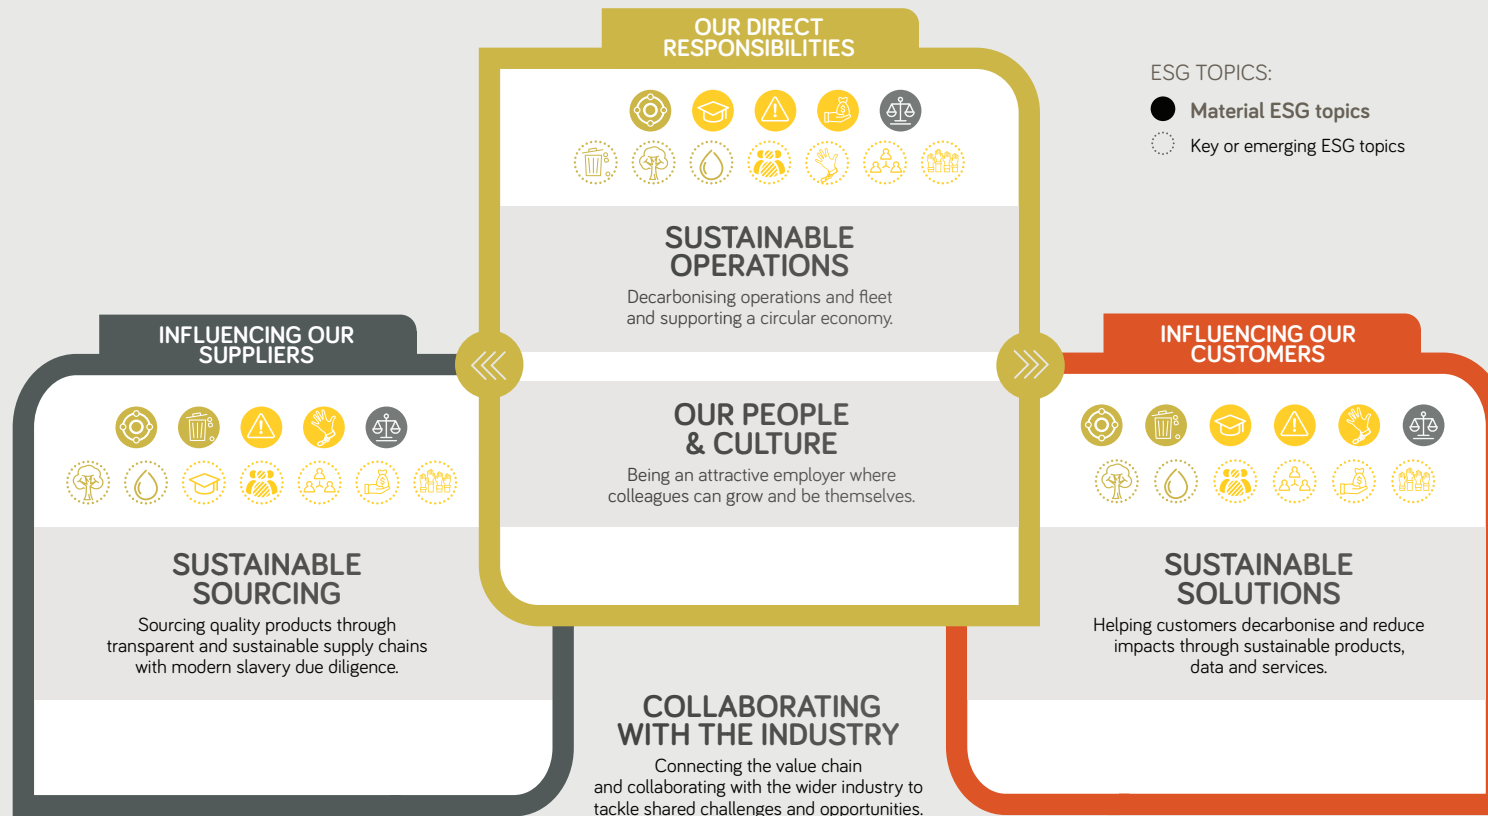 OUR DIRECT
RESPONSIBILITIES
ESG TOPICS:
Material ESG topics
Key or emerging ESG topics
SUSTAINABLE
OPERATIONS
Decarbonising operations and fleet
and supporting a circular economy.
OUR PEOPLE
& CULTURE
Being an attractive employer where
colleagues can grow and be themselves.
INFLUENCING OUR
SUPPLIERS
SUSTAINABLE
SOURCING
Sourcing quality products through
transparent and sustainable supply chains
with modern slavery due diligence.
INFLUENCING OUR
CUSTOMERS
SUSTAINABLE
SOLUTIONS
Helping customers decarbonise and reduce
impacts through sustainable products,
data and services.
COLLABORATING
WITH THE INDUSTRY
Connecting the value chain
and collaborating with the wider industry to
tackle shared challenges and opportunities.